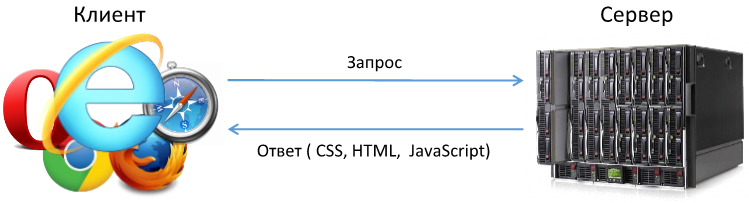 Клиент
Сервер
Запрос
Ответ ( CSS, HTML, JavaScript)